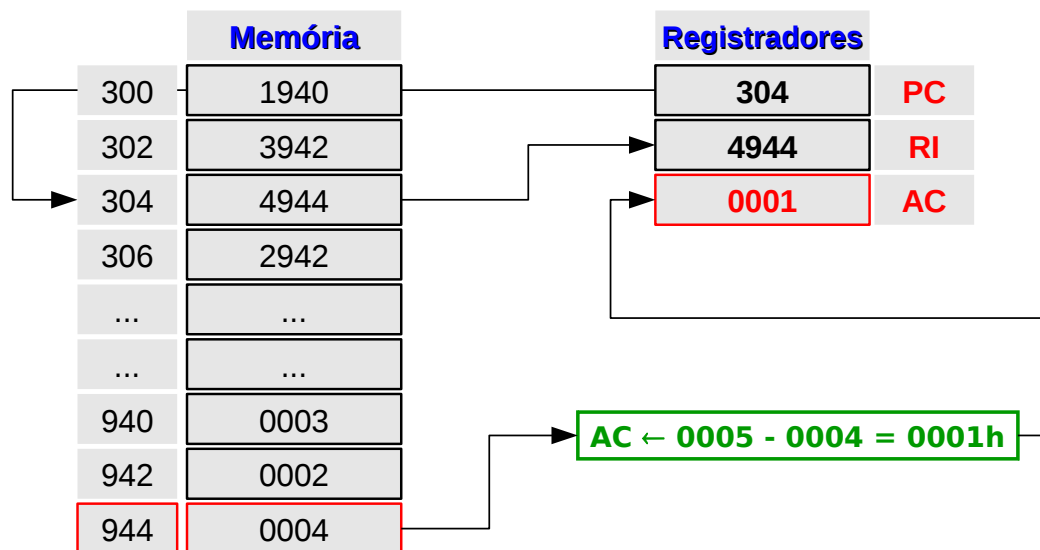 Memória Registradores
300 1940 304 PC
302 3942 4944 RI
304 4944 0001 AC
306 2942
... ...
... ...
940 0003
AC ← 0005 - 0004 = 0001h
942 0002
944 0004